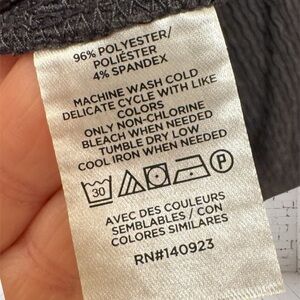 96% POLYESTER/
POLIÉSTER
4% SPANDEX
MACHINE WASH COLD
DELICATE CYCLE WITH LIKE
COLORS
ONLY NON-CHLORINE
BLEACH WHEN NEEDED
TUMBLE DRY LOW
COOL IRON WHEN NEEDED
30 P
AVEC DES COULEURS
SEMBLABLES / CON
COLORES SIMILARES
RN#140923